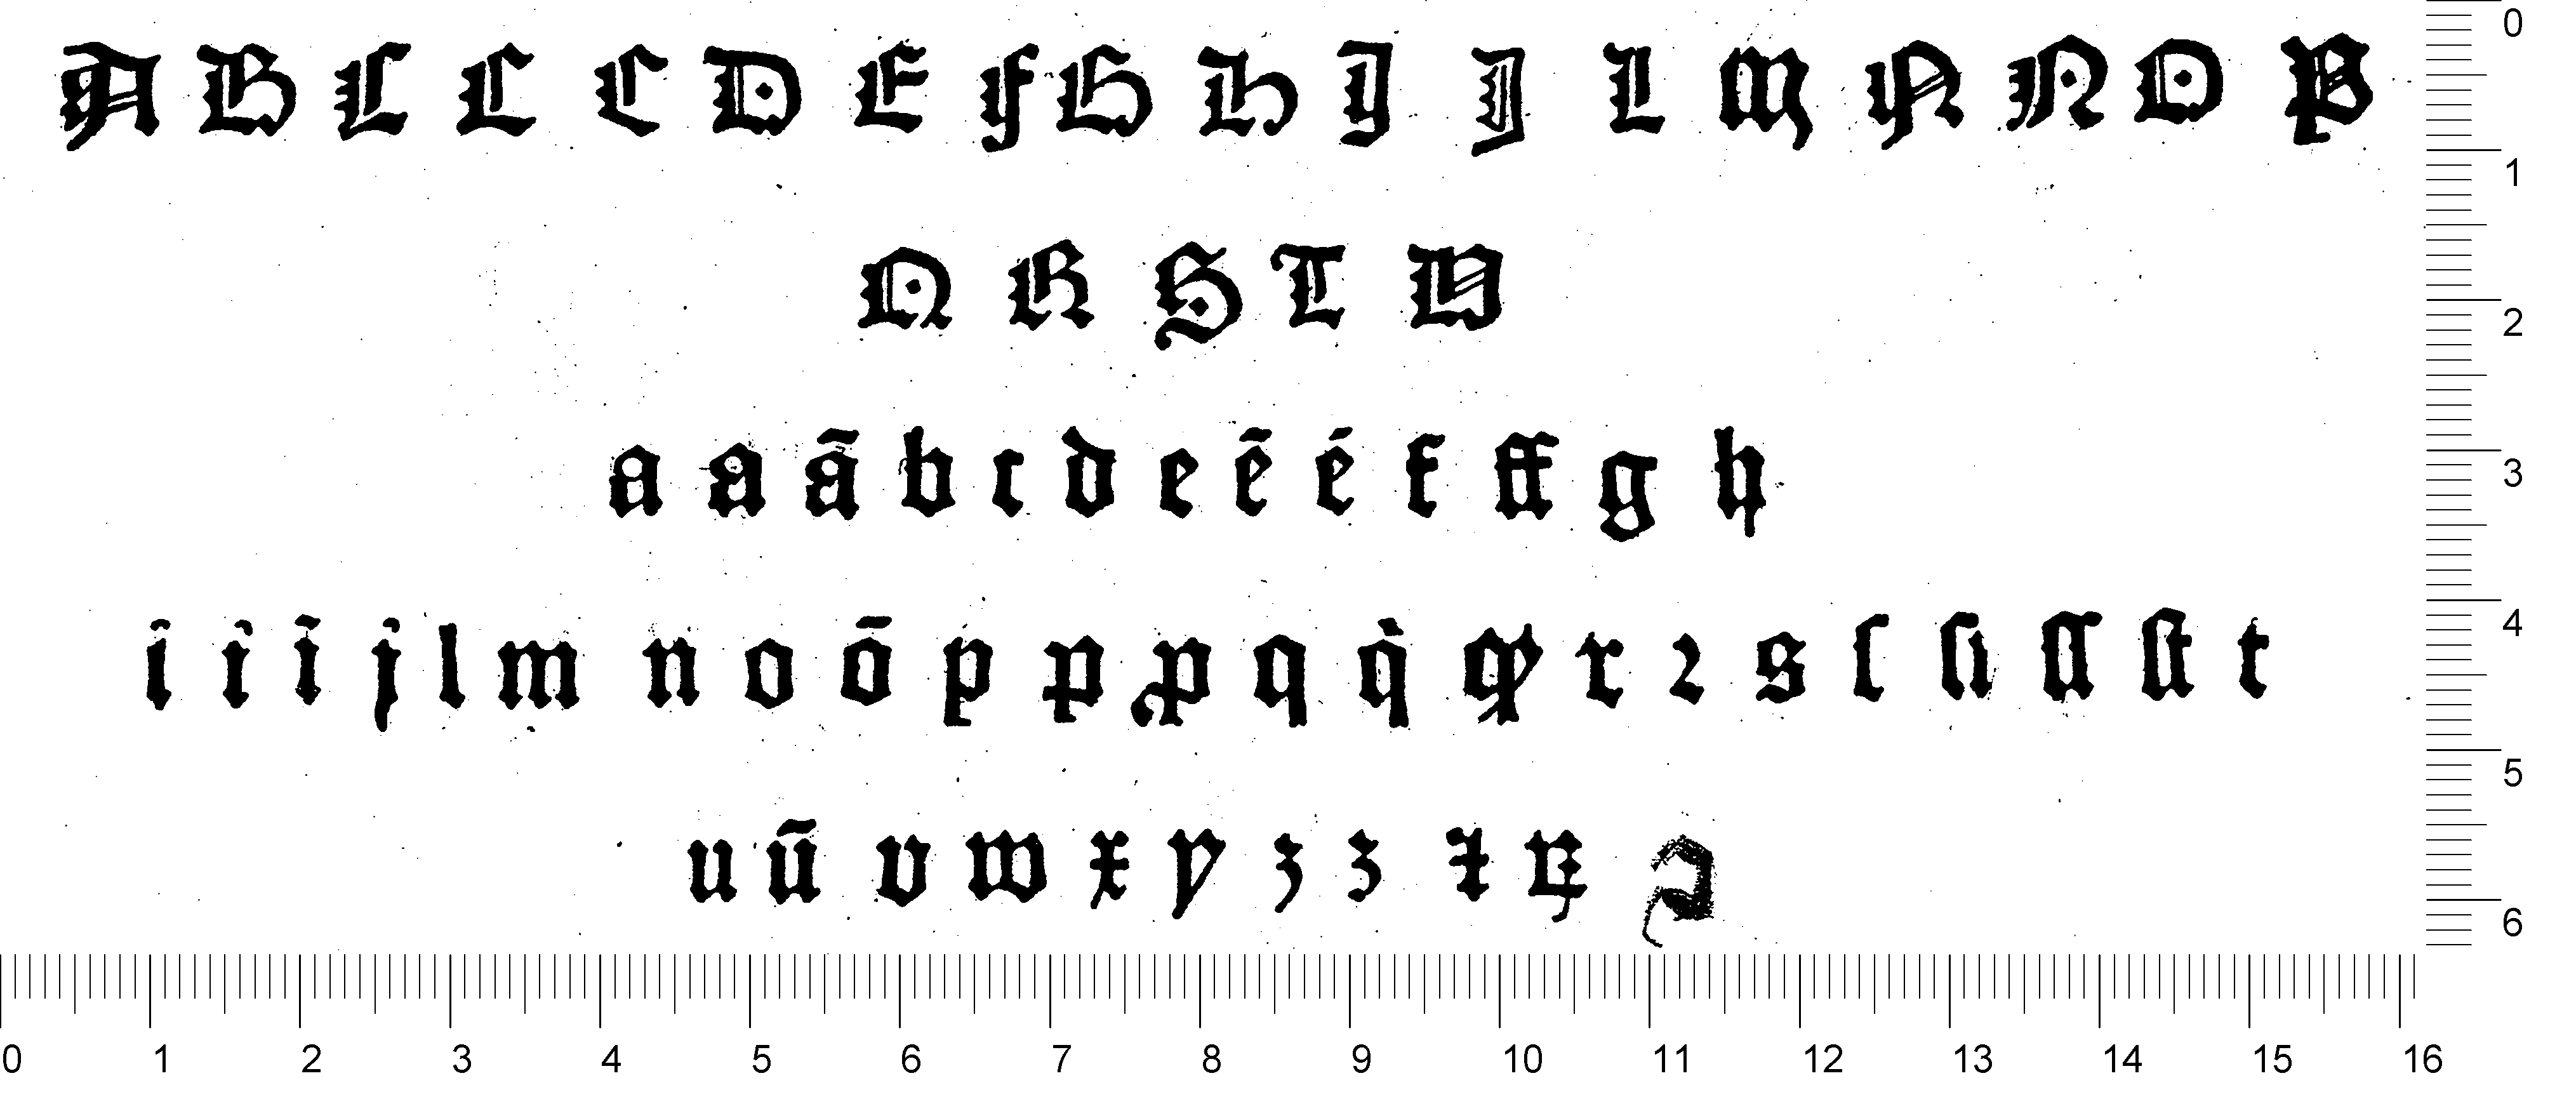 A B C C C D E F G H I J L M N N O P
Q R S T U
a a ā b c d e ē é f ff g h
i i ī j l m n o ō p p ꝓ q q̇ ꝙ r ꝛ s ſ ſi ſſ ſt t
u ū v w x y z z
0
1
2
3
4
5
6
0 1 2 3 4 5 6 7 8 9 10 11 12 13 14 15 16